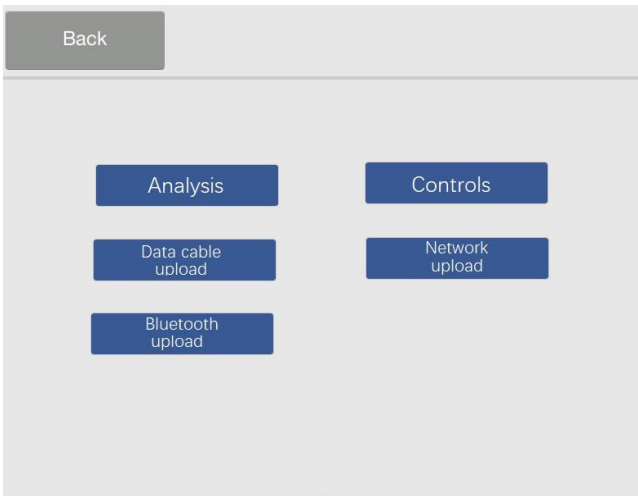 Back
Analysis
Controls
Data cable
upload
Network
upload
Bluetooth
upload